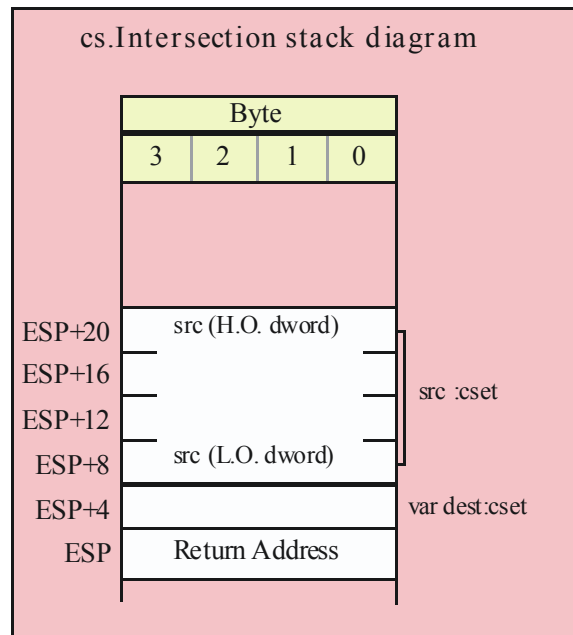 cs.Intersection stack diagram
Byte
3 2 1 0
ESP+20 src (H.O. dword)
ESP+16
src :cset
ESP+12
ESP+8 src (L.O. dword)
ESP+4 var dest:cset
ESP Return Address